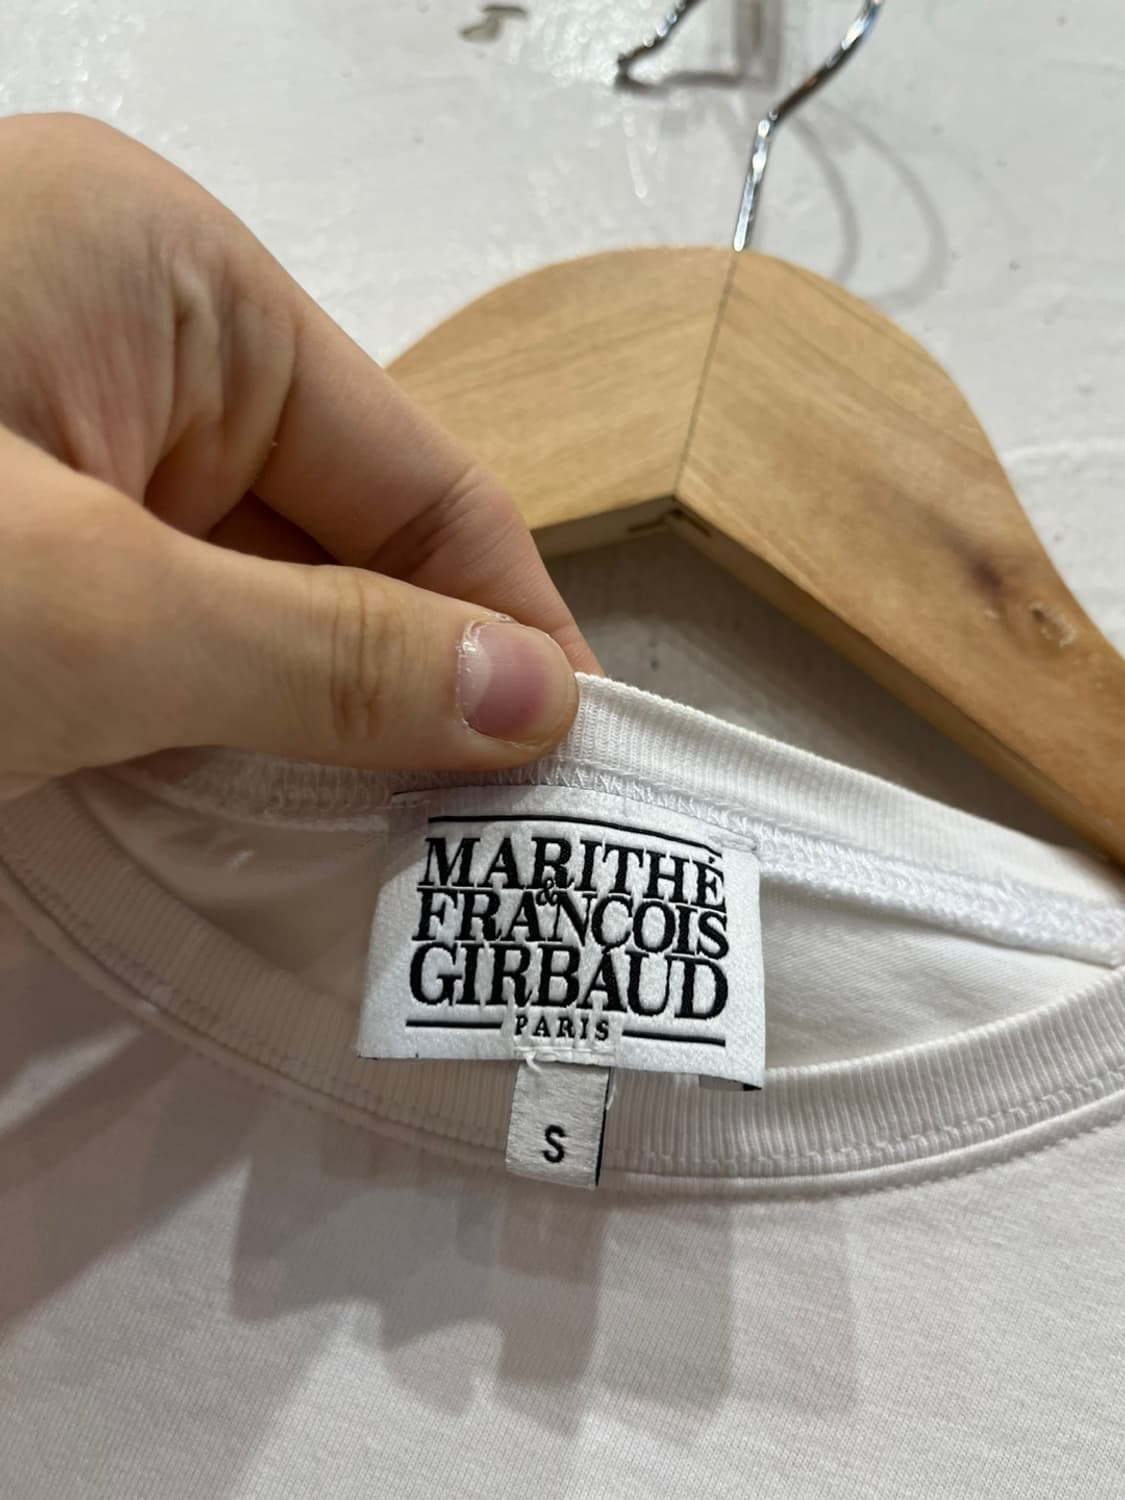 MARITHÉ
&
FRANCOIS
GIRBAUD
PARIS
S